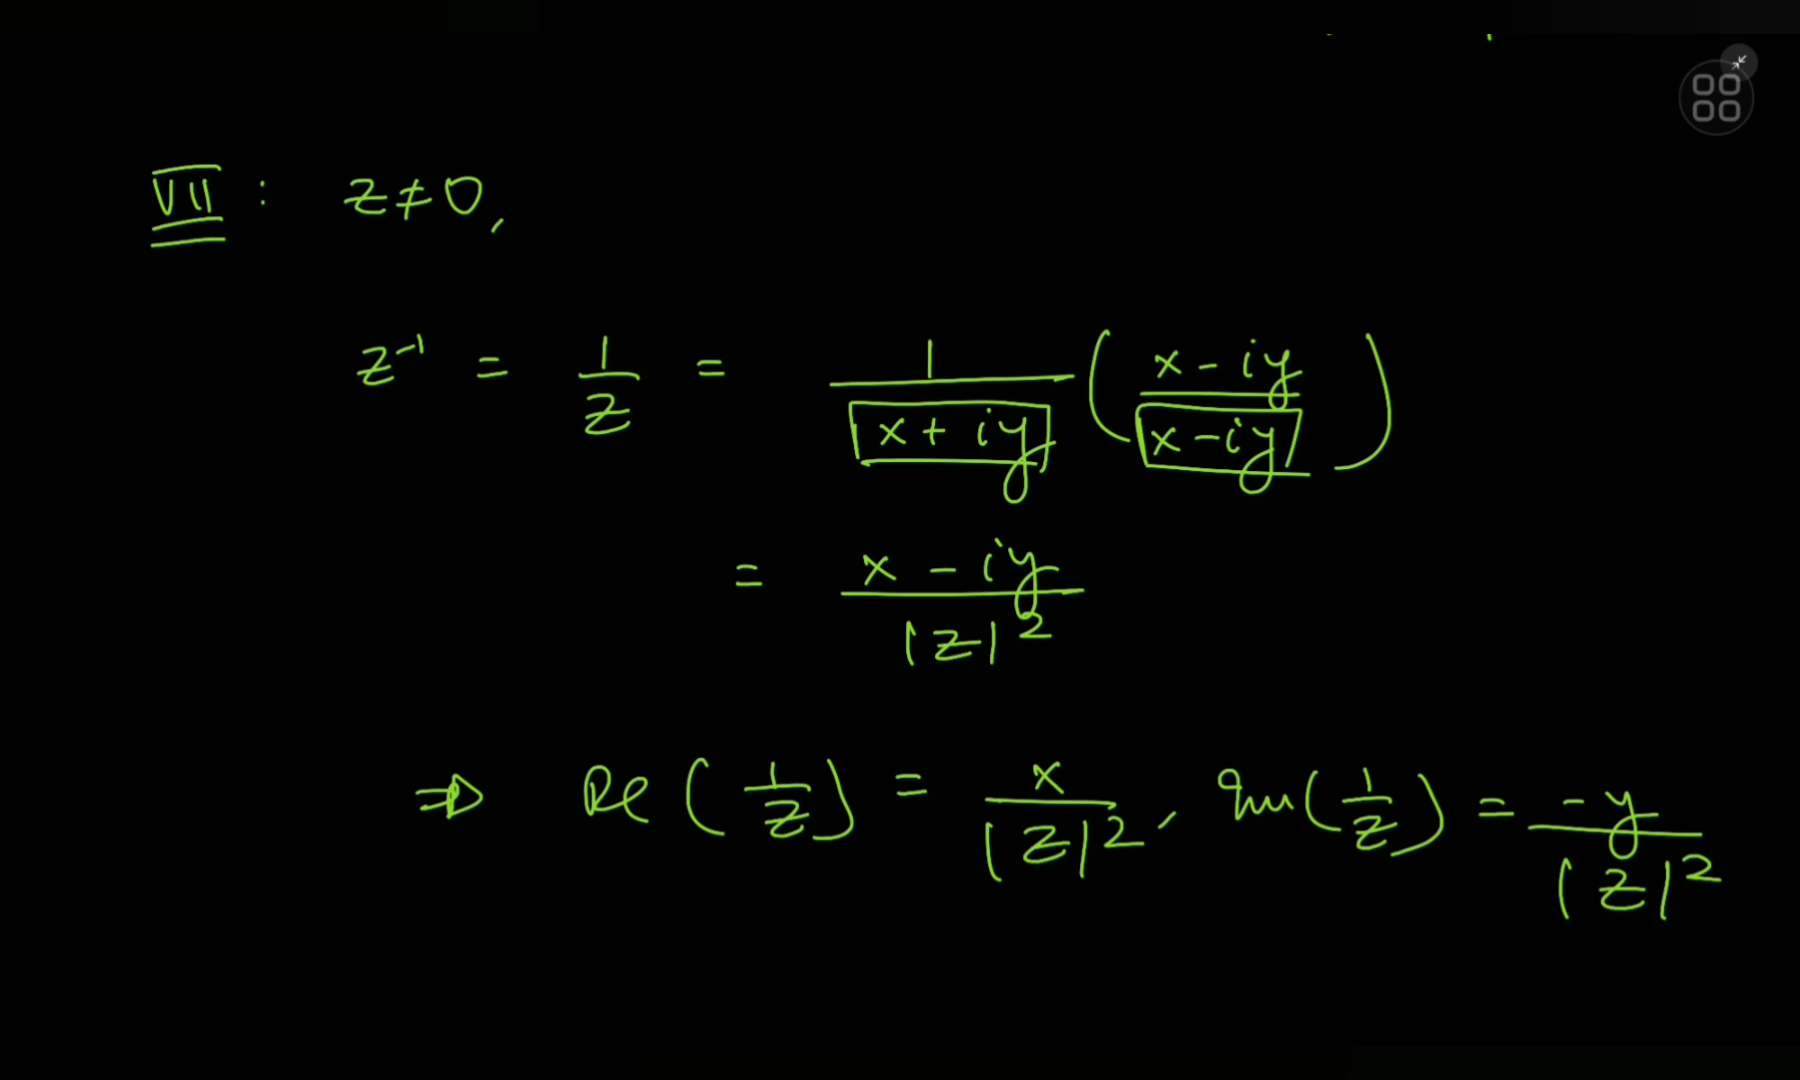 VII : z ≠ 0,
z⁻¹ = 1/z = 1/(x + iy) ( (x - iy)/(x - iy) )
= (x - iy)/|z|²
⇒ Re(1/z) = x/|z|², Im(1/z) = -y/|z|²